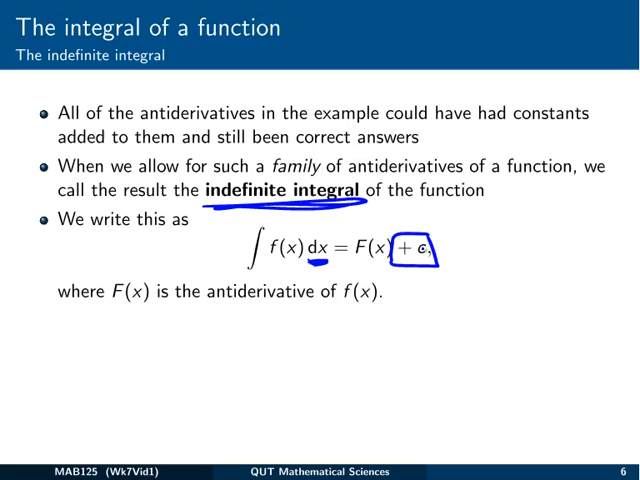 The integral of a function
The indefinite integral
All of the antiderivatives in the example could have had constants
added to them and still been correct answers
When we allow for such a family of antiderivatives of a function, we
call the result the indefinite integral of the function
We write this as
∫ f(x) dx = F(x) + c,
where F(x) is the antiderivative of f(x).
MAB125 (Wk7Vid1) QUT Mathematical Sciences 6